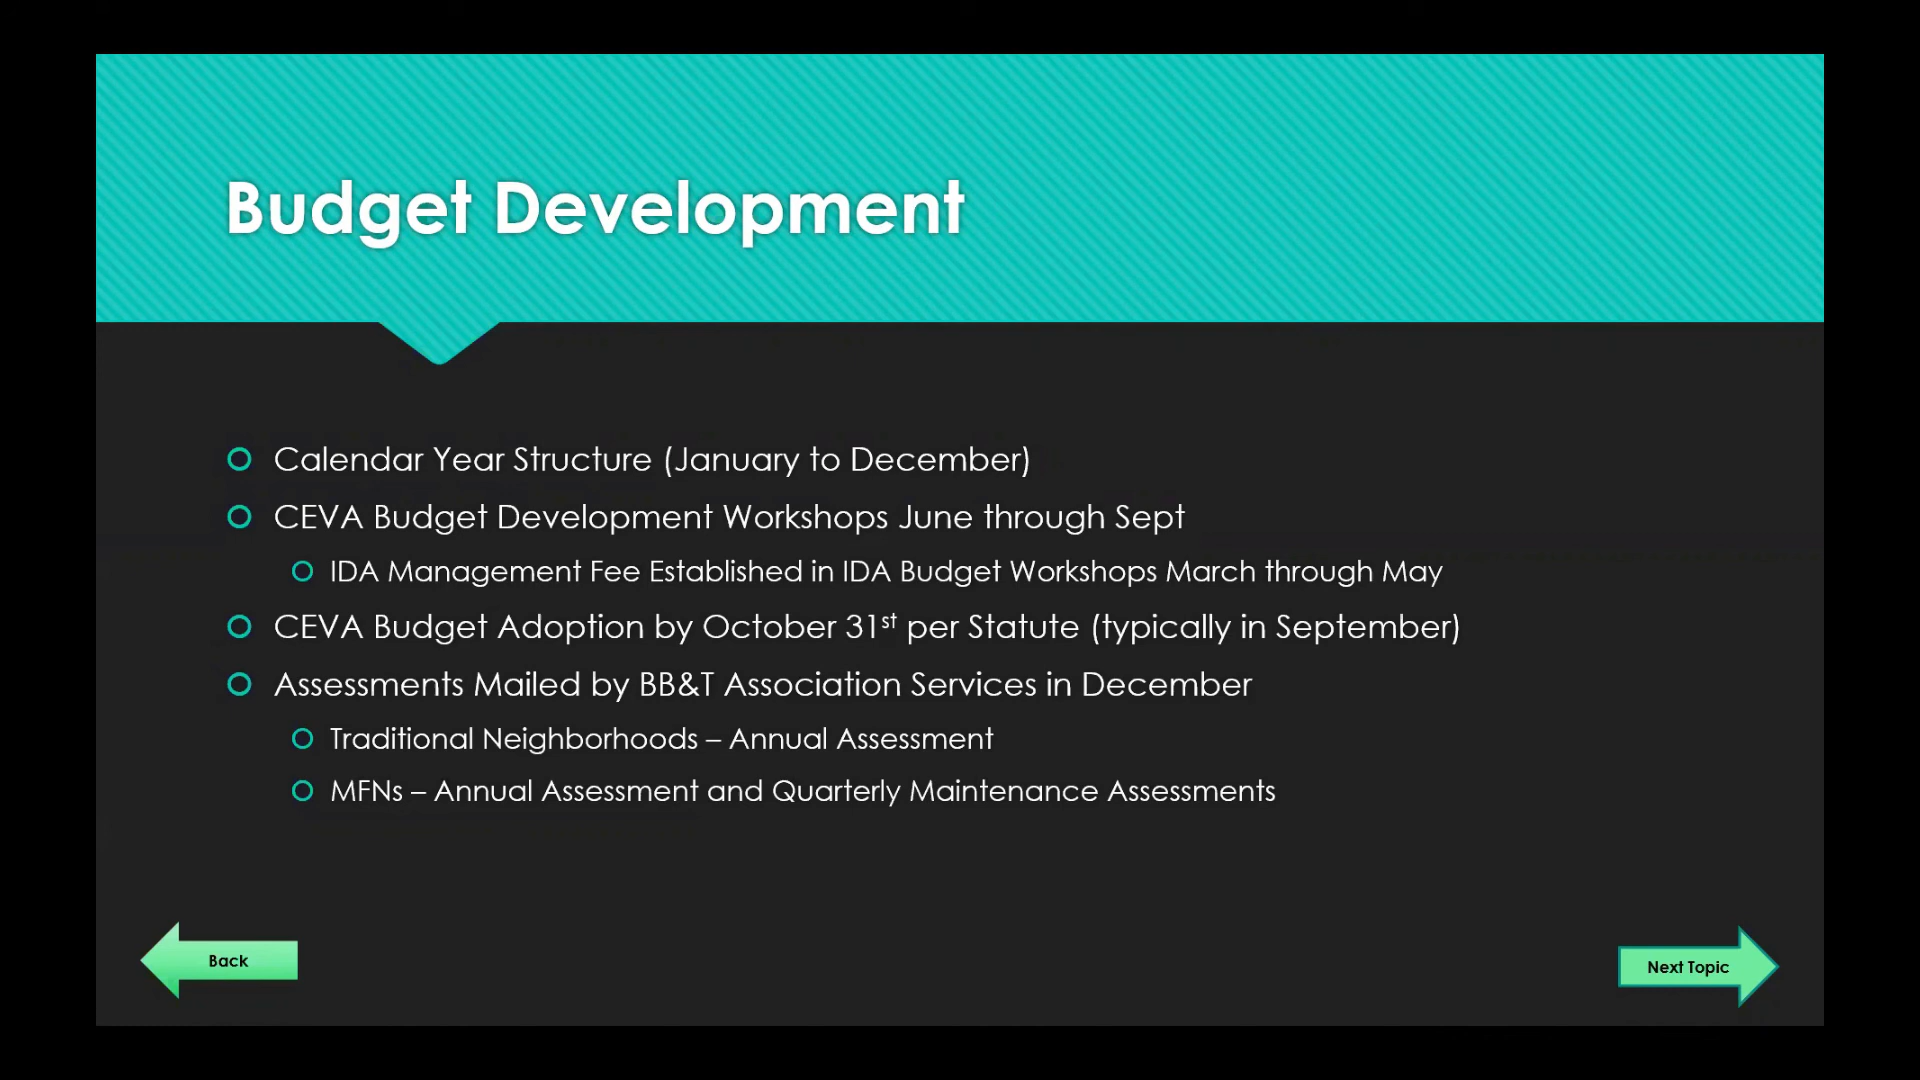 Budget Development
Calendar Year Structure (January to December)
CEVA Budget Development Workshops June through Sept
IDA Management Fee Established in IDA Budget Workshops March through May
CEVA Budget Adoption by October 31st per Statute (typically in September)
Assessments Mailed by BB&T Association Services in December
Traditional Neighborhoods – Annual Assessment
MFNs – Annual Assessment and Quarterly Maintenance Assessments
Back
Next Topic